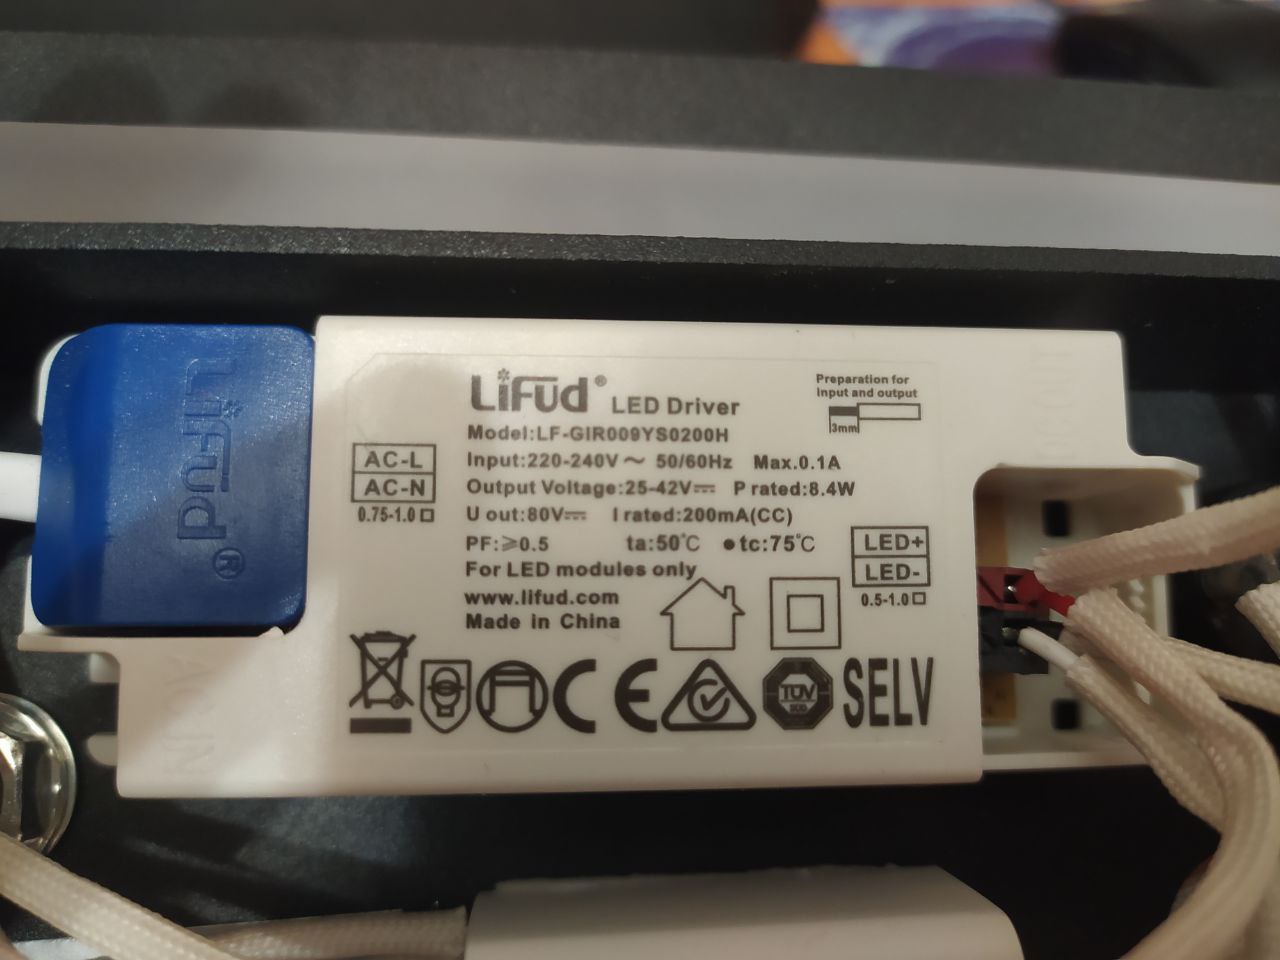 LiFud®
LiFud® LED Driver
Preparation for
input and output
3mm
Model:LF-GIR009YS0200H
Input:220-240V～ 50/60Hz Max.0.1A
AC-L
AC-N
0.75-1.0□
Output Voltage:25-42V⎓ P rated:8.4W
U out:80V⎓ I rated:200mA(CC)
PF:⩾0.5 ta:50℃ •tc:75℃
LED+
LED-
0.5-1.0□
For LED modules only
www.lifud.com
Made in China
CE
TÜV
SELV